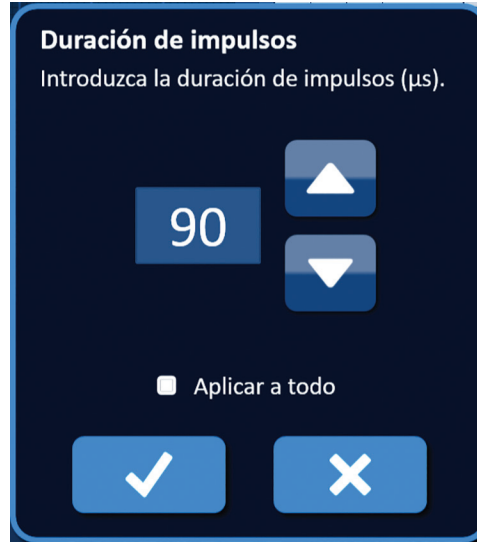 Duración de impulsos
Introduzca la duración de impulsos (μs).
90
Aplicar a todo